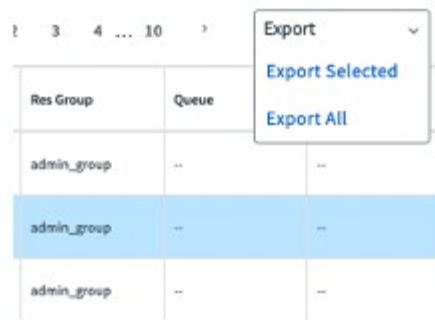 3 4 ... 10 > Export
Export Selected
Export All
Res Group Queue
admin_group -- --
admin_group -- --
admin_group -- --